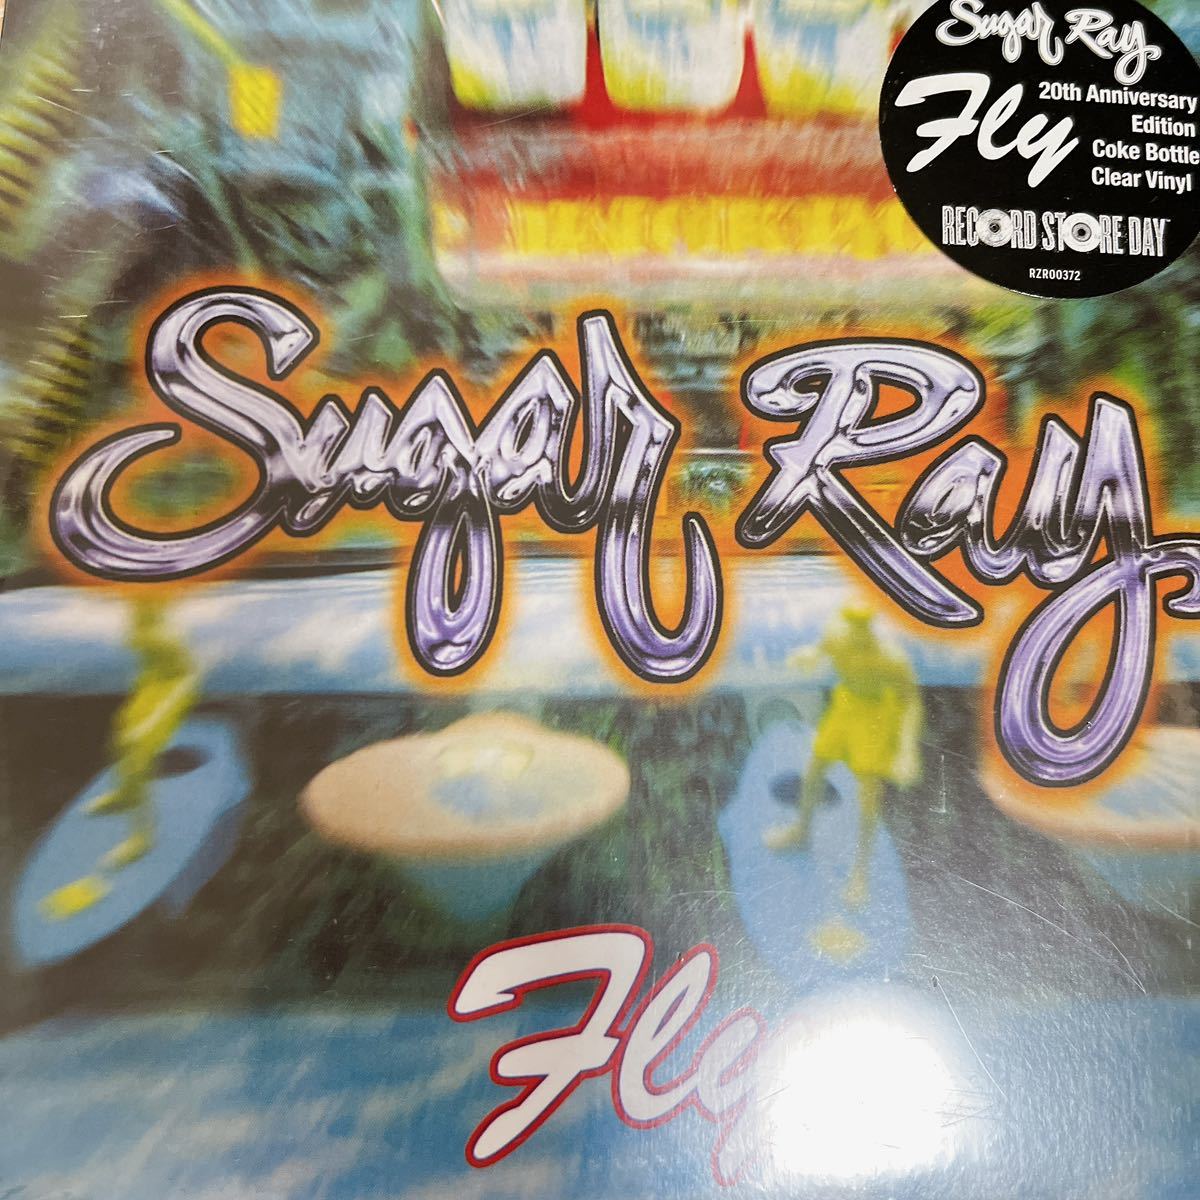 Sugar Ray
Fly
20th Anniversary
Edition
Coke Bottle
Clear Vinyl
RECORD STORE DAY
RZR00372
Sugar Ray
Fly